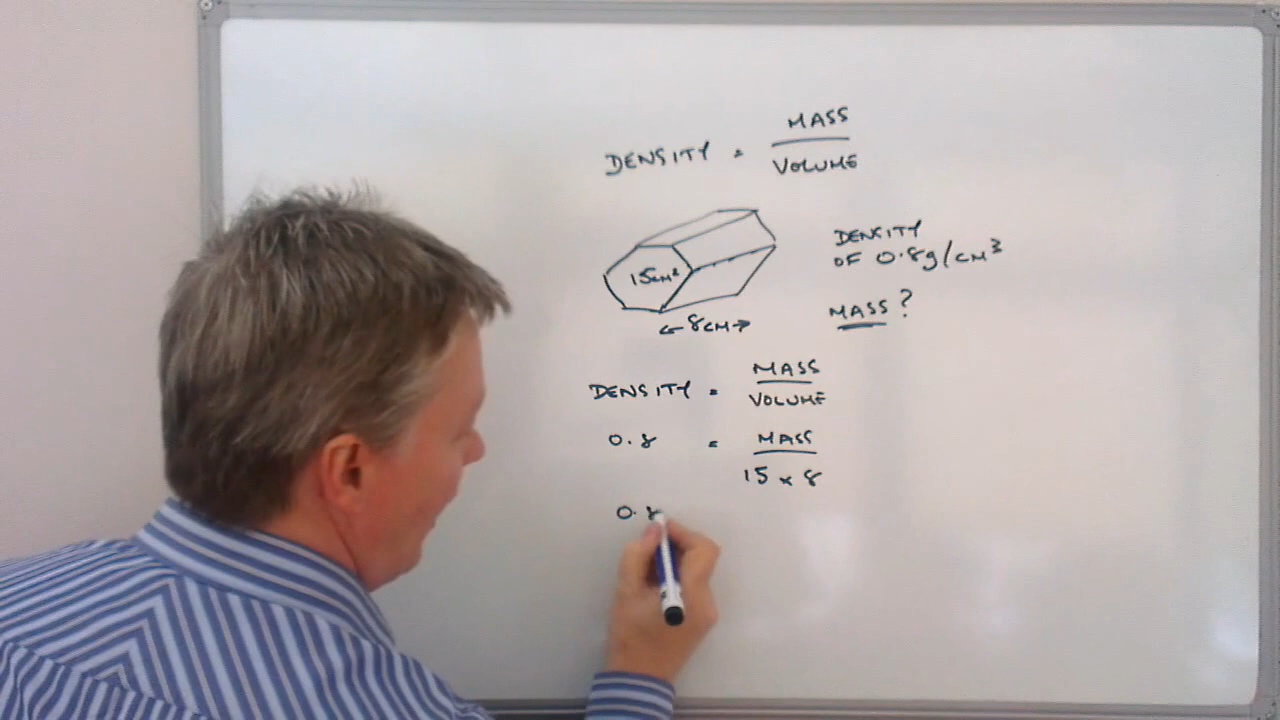 DENSITY = MASS / VOLUME
15cm²
8cm
DENSITY
OF 0.8g/cm³
MASS?
DENSITY = MASS / VOLUME
0.8 = MASS / 15 × 8
0.8